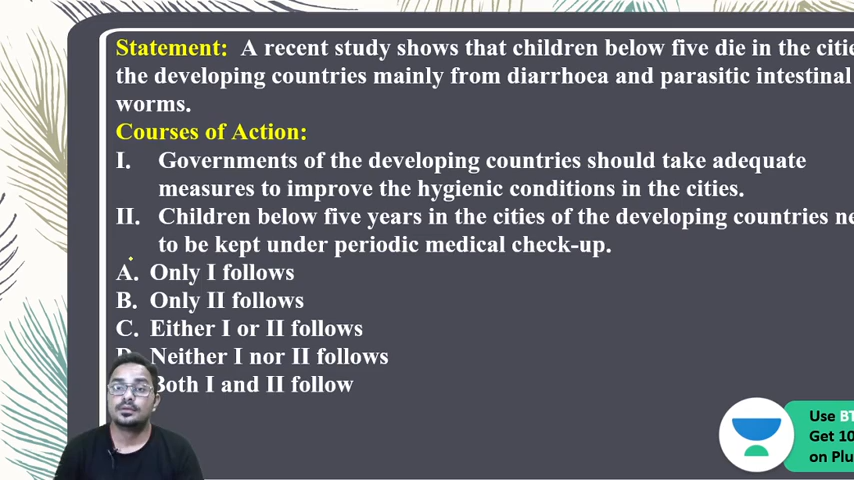 Statement: A recent study shows that children below five die in the
the developing countries mainly from diarrhoea and parasitic intestinal
worms.
Courses of Action:
I. Governments of the developing countries should take adequate
measures to improve the hygienic conditions in the cities.
II. Children below five years in the cities of the developing countries
to be kept under periodic medical check-up.
A. Only I follows
B. Only II follows
C. Either I or II follows
D. Neither I nor II follows
Both I and II follow
Use
Get
on